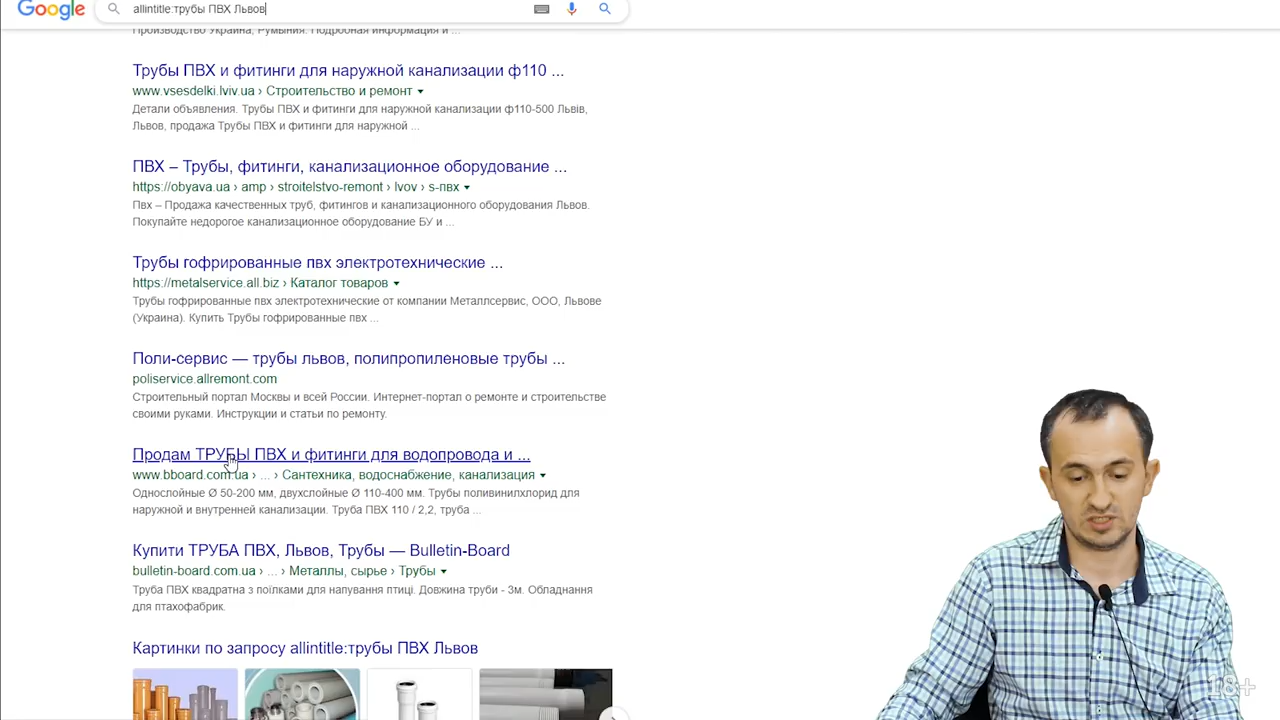 Google
allintitle:трубы ПВХ Львов
Производство Украина, Румыния. Подробная информация и ...
Трубы ПВХ и фитинги для наружной канализации ф110 ...
www.vsesdelki.lviv.ua › Строительство и ремонт
Детали объявления. Трубы ПВХ и фитинги для наружной канализации ф110-500 Львів,
Львов, продажа Трубы ПВХ и фитинги для наружной ...
ПВХ – Трубы, фитинги, канализационное оборудование ...
https://obyava.ua › amp › stroitelstvo-remont › lvov › s-пвх
Пвх – Продажа качественных труб, фитингов и канализационного оборудования Львов.
Покупайте недорогое канализационное оборудование БУ и ...
Трубы гофрированные пвх электротехнические ...
https://metalservice.all.biz › Каталог товаров
Трубы гофрированные пвх электротехнические от компании Металлсервис, ООО, Львове
(Украина). Купить Трубы гофрированные пвх ...
Поли-сервис — трубы львов, полипропиленовые трубы ...
poliservice.allremont.com
Строительный портал Москвы и всей России. Интернет-портал о ремонте и строительстве
своими руками. Инструкции и статьи по ремонту.
Продам ТРУБЫ ПВХ и фитинги для водопровода и ...
www.bboard.com.ua › ... › Сантехника, водоснабжение, канализация
Однослойные Ø 50-200 мм, двухслойные Ø 110-400 мм. Трубы поливинилхлорид для
наружной и внутренней канализации. Труба ПВХ 110 / 2,2, труба ...
Купити ТРУБА ПВХ, Львов, Трубы — Bulletin-Board
bulletin-board.com.ua › ... › Металлы, сырье › Трубы
Труба ПВХ квадратна з поїлками для напування птиці. Довжина труби - 3м. Обладнання
для птахофабрик.
Картинки по запросу allintitle:трубы ПВХ Львов
18+